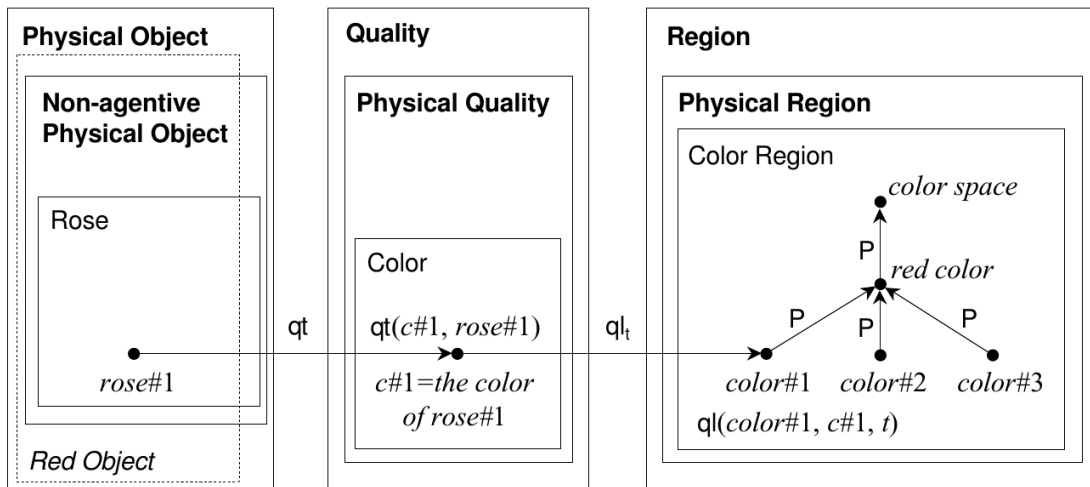 Physical Object
Non-agentive
Physical Object
Rose
rose#1
Red Object
qt
Quality
Physical Quality
Color
qt(c#1, rose#1)
c#1=the color
of rose#1
qlt
Region
Physical Region
Color Region
color space
P
red color
P
P
P
color#1
color#2
color#3
ql(color#1, c#1, t)